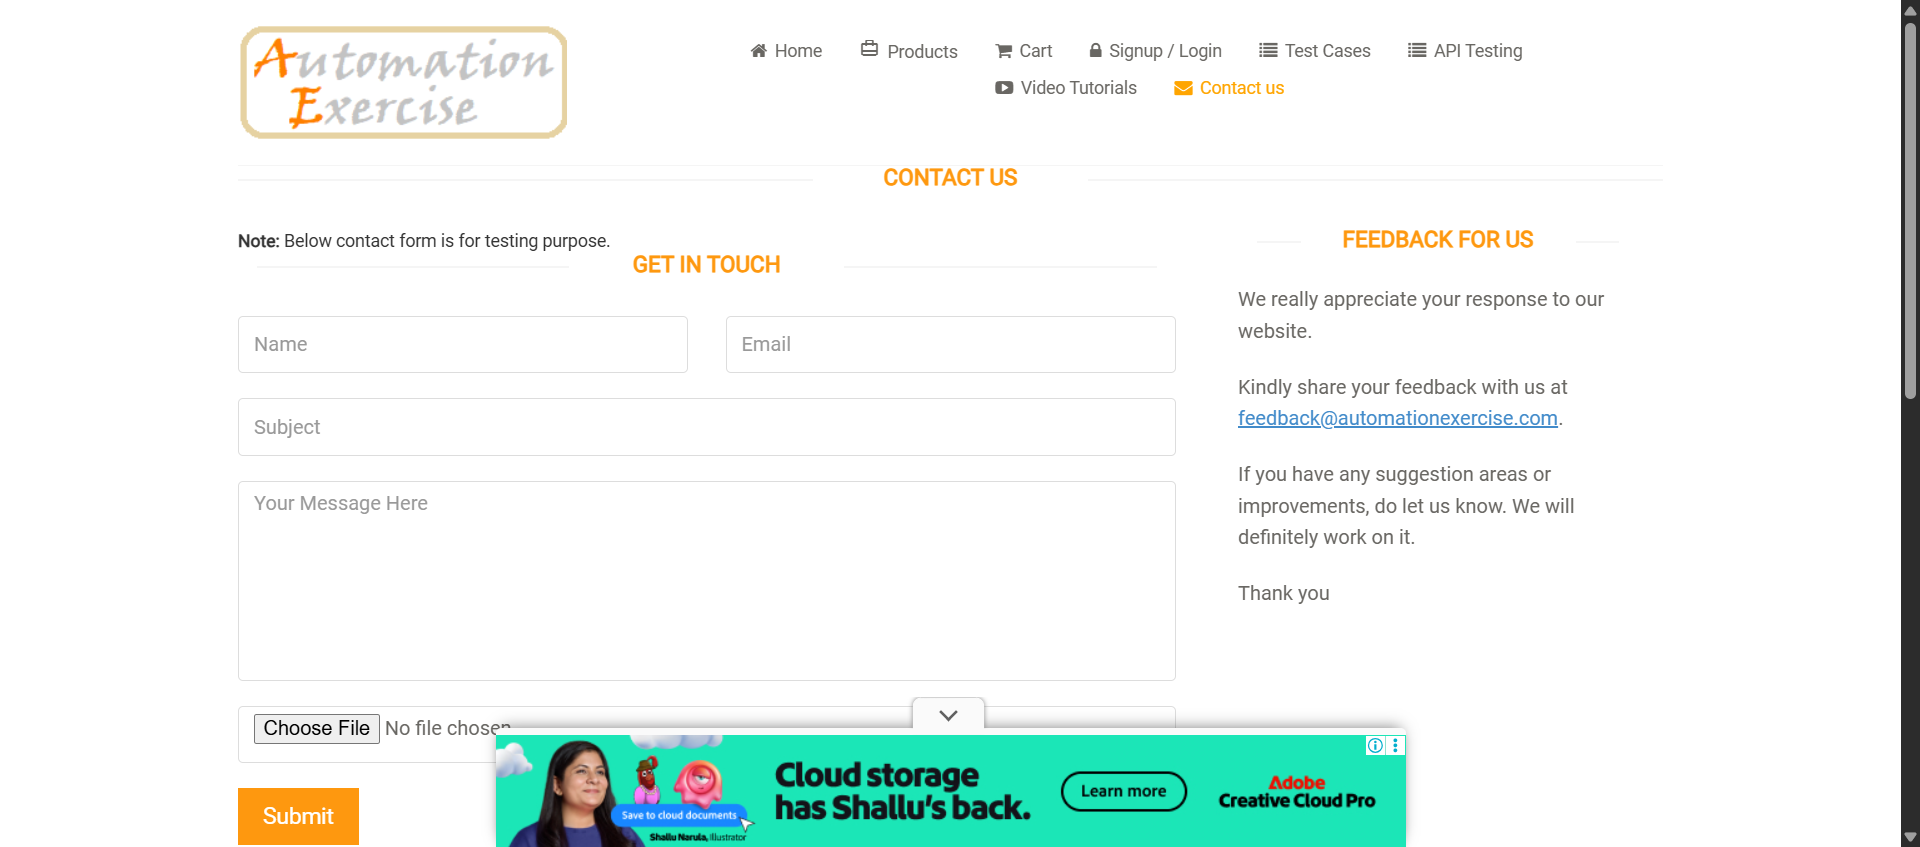 Automation
Exercise
Home
Products
Cart
Signup / Login
Test Cases
API Testing
Video Tutorials
Contact us
CONTACT US
Note: Below contact form is for testing purpose.
GET IN TOUCH
Name
Email
Subject
Your Message Here
Choose File No file chosen
Submit
FEEDBACK FOR US
We really appreciate your response to our
website.
Kindly share your feedback with us at
feedback@automationexercise.com.
If you have any suggestion areas or
improvements, do let us know. We will
definitely work on it.
Thank you
Save to cloud documents
Shallu Narula, Illustrator
Cloud storage
has Shallu's back.
Learn more
Adobe
Creative Cloud Pro